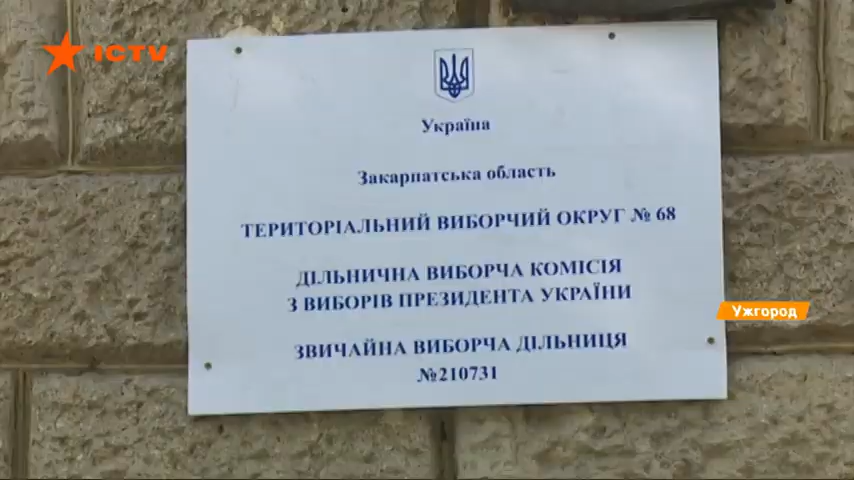 ICTV
Україна
Закарпатська область
ТЕРИТОРІАЛЬНИЙ ВИБОРЧИЙ ОКРУГ № 68
ДІЛЬНИЧНА ВИБОРЧА КОМІСІЯ
З ВИБОРІВ ПРЕЗИДЕНТА УКРАЇНИ
Ужгород
ЗВИЧАЙНА ВИБОРЧА ДІЛЬНИЦЯ
№210731